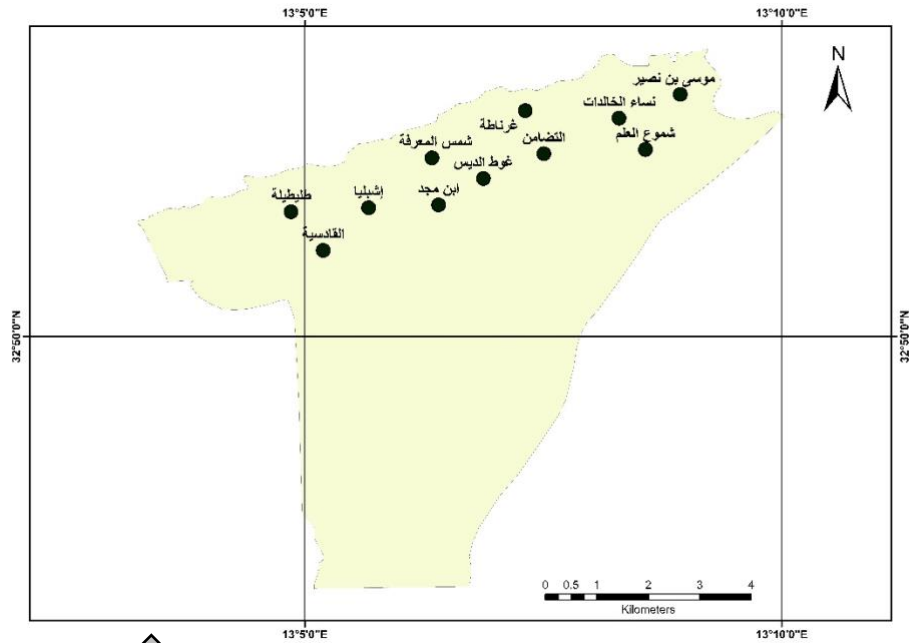 13°5'0"E
13°10'0"E
N
موسى بن نصير
نساء الخالدات
غرناطة
شموع العلم
التضامن
شمس المعرفة
غوط الديس
ابن مجد
إشبليا
طليطيلة
القادسية
32°50'0"N
32°50'0"N
0 0.5 1 2 3 4
Kilometers
13°5'0"E
13°10'0"E